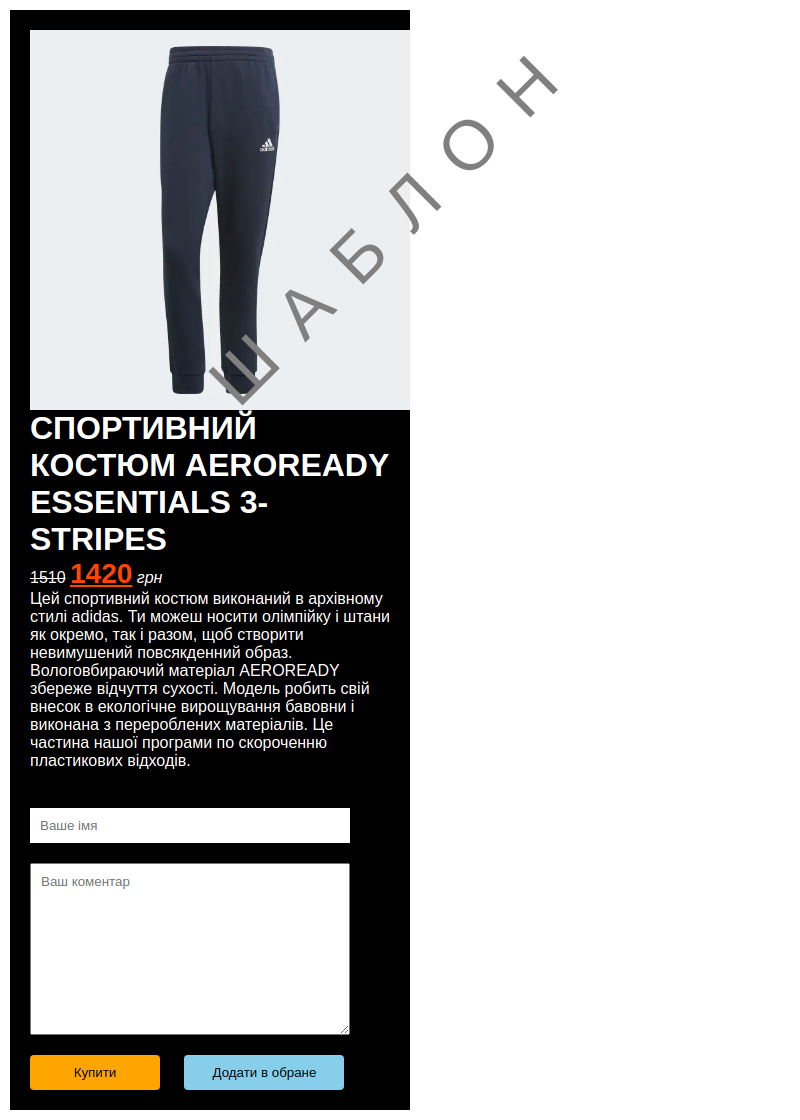 ШАБЛОН
adidas
СПОРТИВНИЙ
КОСТЮМ AEROREADY
ESSENTIALS 3-
STRIPES
1510 1420 грн
Цей спортивний костюм виконаний в архівному
стилі adidas. Ти можеш носити олімпійку і штани
як окремо, так і разом, щоб створити
невимушений повсякденний образ.
Вологовбираючий матеріал AEROREADY
збереже відчуття сухості. Модель робить свій
внесок в екологічне вирощування бавовни і
виконана з перероблених матеріалів. Це
частина нашої програми по скороченню
пластикових відходів.
Ваше імя
Ваш коментар
Купити
Додати в обране